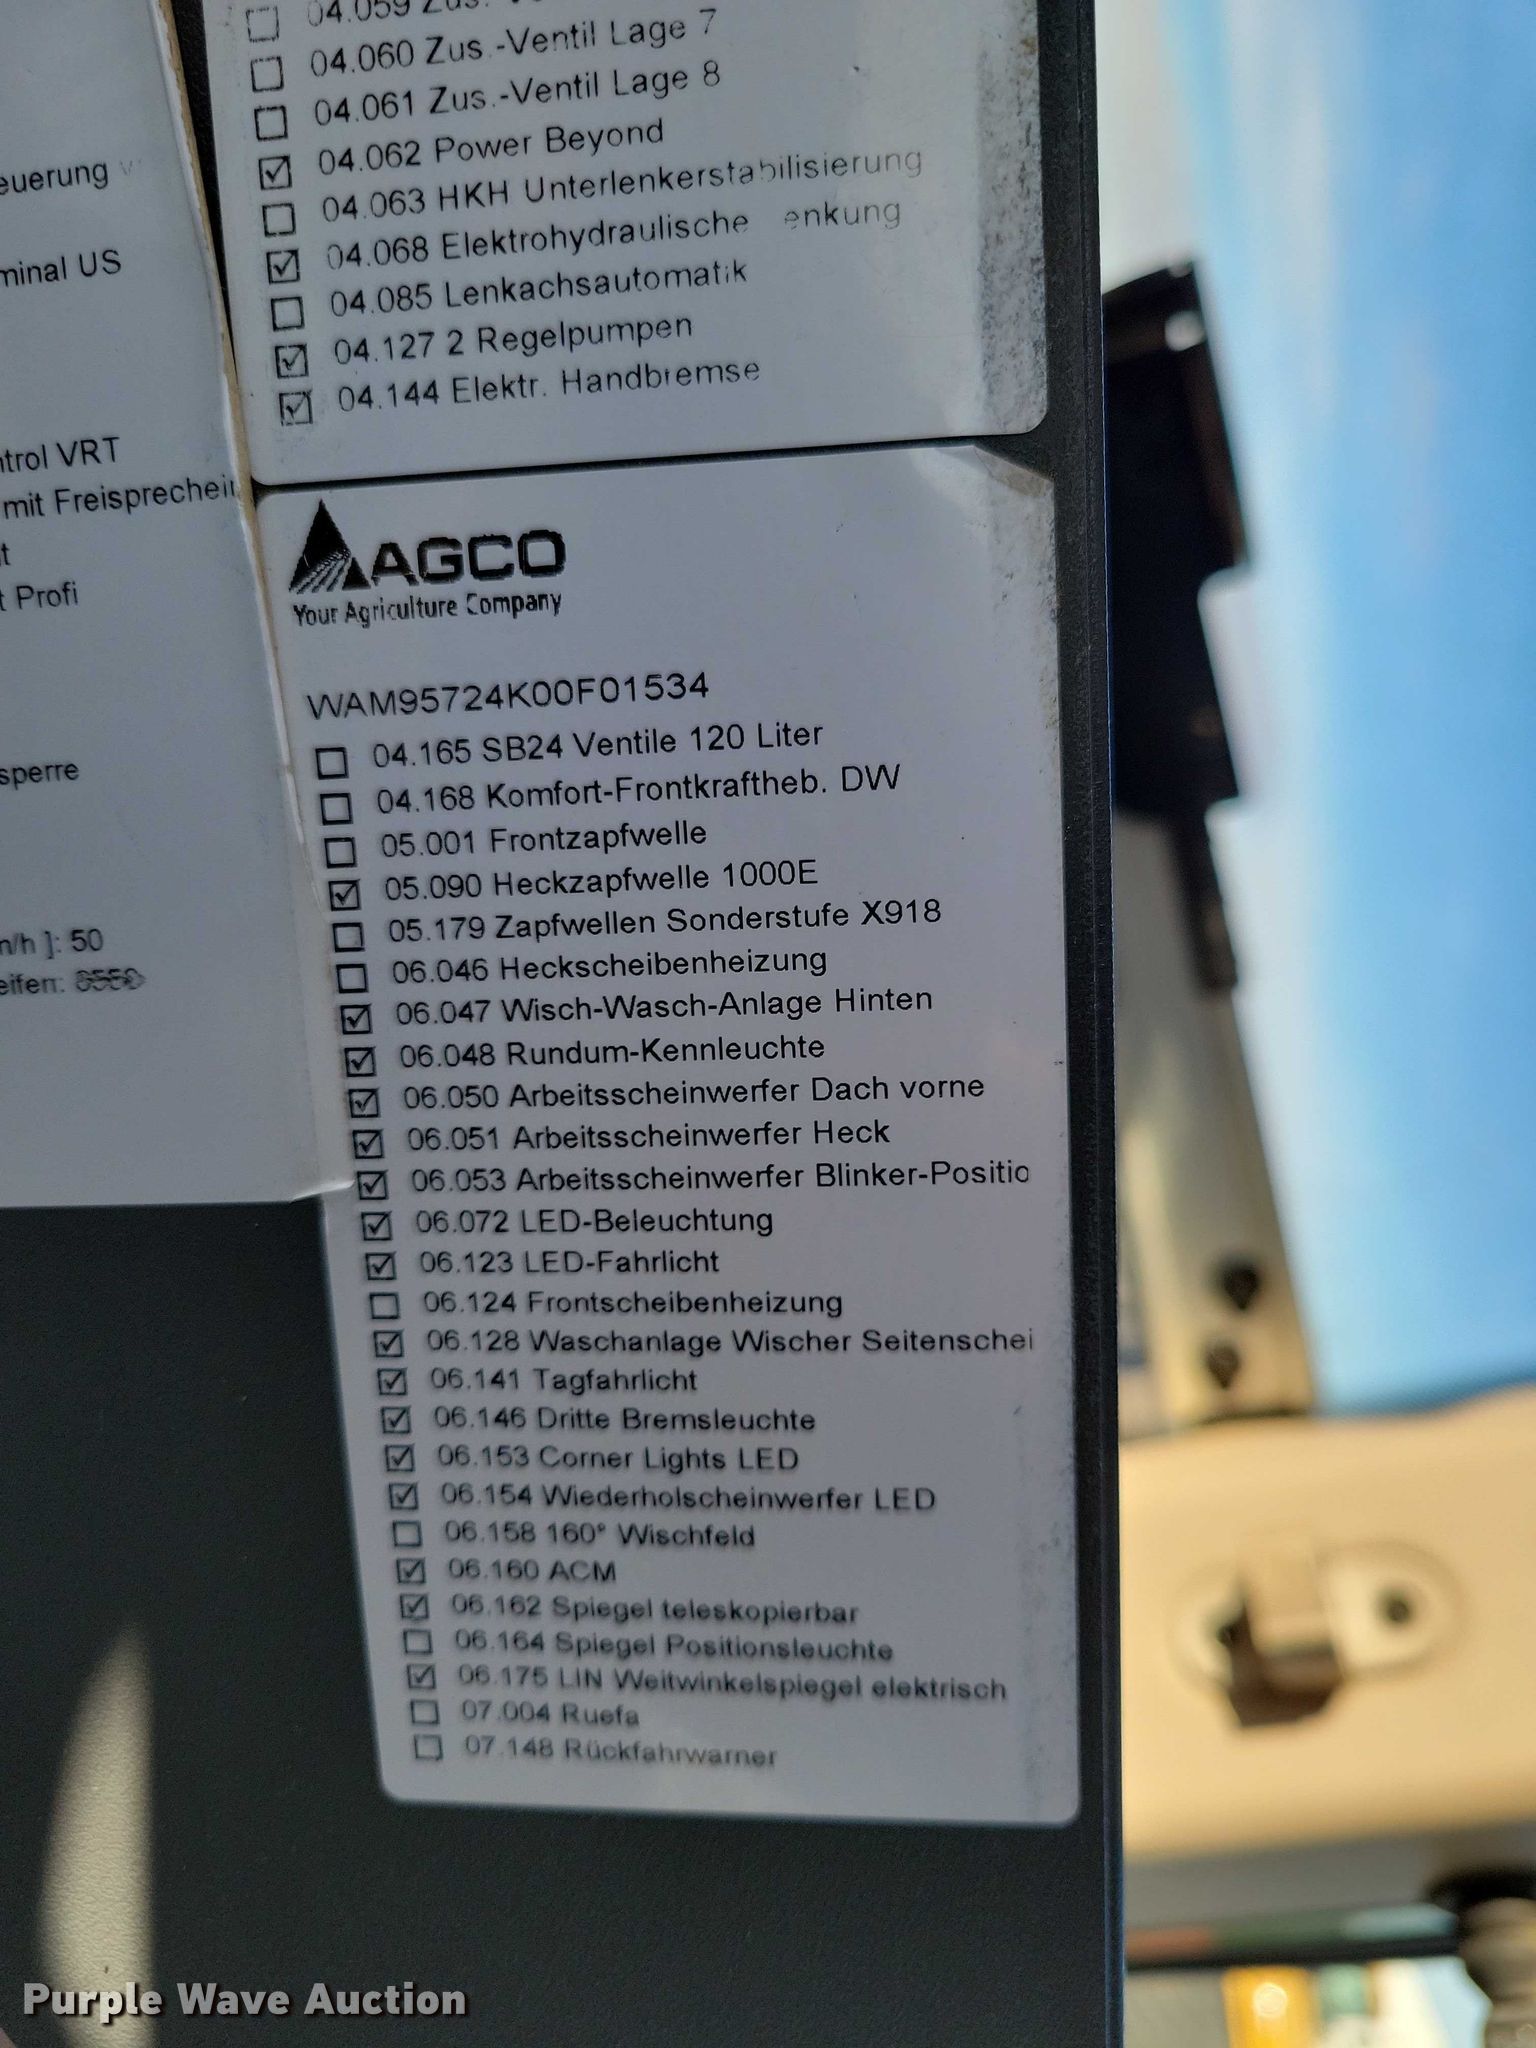 04.059 Zus.
☐ 04.060 Zus.-Ventil Lage 7
☐ 04.061 Zus.-Ventil Lage 8
☑ 04.062 Power Beyond
☐ 04.063 HKH Unterlenkerstabilisierung
☑ 04.068 Elektrohydraulische enkung
☐ 04.085 Lenkachsautomatik
☑ 04.127 2 Regelpumpen
☑ 04.144 Elektr. Handbremse
euerung
minal US
ntrol VRT
mit Freisprechein
t
t Profi
sperre
m/h ]: 50
eifen:
AGCO
Your Agriculture Company
WAM95724K00F01534
☐ 04.165 SB24 Ventile 120 Liter
☐ 04.168 Komfort-Frontkraftheb. DW
☐ 05.001 Frontzapfwelle
☑ 05.090 Heckzapfwelle 1000E
☐ 05.179 Zapfwellen Sonderstufe X918
☐ 06.046 Heckscheibenheizung
☑ 06.047 Wisch-Wasch-Anlage Hinten
☑ 06.048 Rundum-Kennleuchte
☑ 06.050 Arbeitsscheinwerfer Dach vorne
☑ 06.051 Arbeitsscheinwerfer Heck
☑ 06.053 Arbeitsscheinwerfer Blinker-Positio
☑ 06.072 LED-Beleuchtung
☑ 06.123 LED-Fahrlicht
☐ 06.124 Frontscheibenheizung
☑ 06.128 Waschanlage Wischer Seitenschei
☑ 06.141 Tagfahrlicht
☑ 06.146 Dritte Bremsleuchte
☑ 06.153 Corner Lights LED
☑ 06.154 Wiederholscheinwerfer LED
☐ 06.158 160° Wischfeld
☑ 06.160 ACM
☑ 06.162 Spiegel teleskopierbar
☐ 06.164 Spiegel Positionsleuchte
☑ 06.175 LIN Weitwinkelspiegel elektrisch
☐ 07.004 Ruefa
☐ 07.148 Rückfahrwarner
Purple Wave Auction